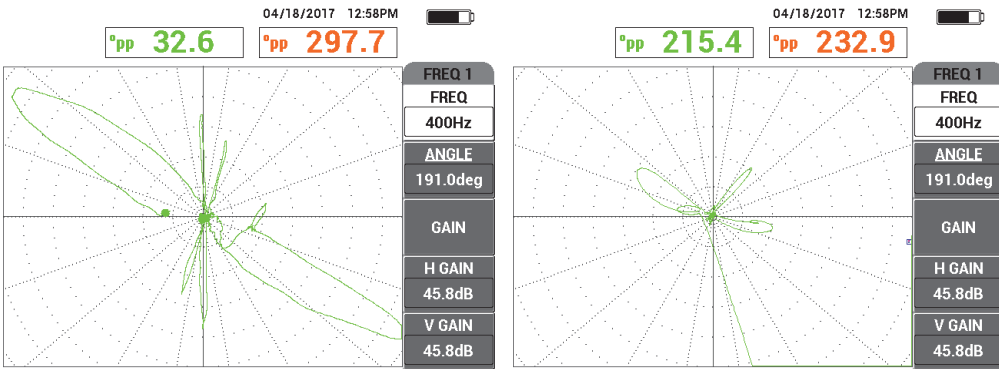 04/18/2017 12:58PM
°pp 32.6 °pp 297.7
FREQ 1
FREQ
400Hz
ANGLE
191.0deg
GAIN
H GAIN
45.8dB
V GAIN
45.8dB
04/18/2017 12:58PM
°pp 215.4 °pp 232.9
FREQ 1
FREQ
400Hz
ANGLE
191.0deg
GAIN
H GAIN
45.8dB
V GAIN
45.8dB